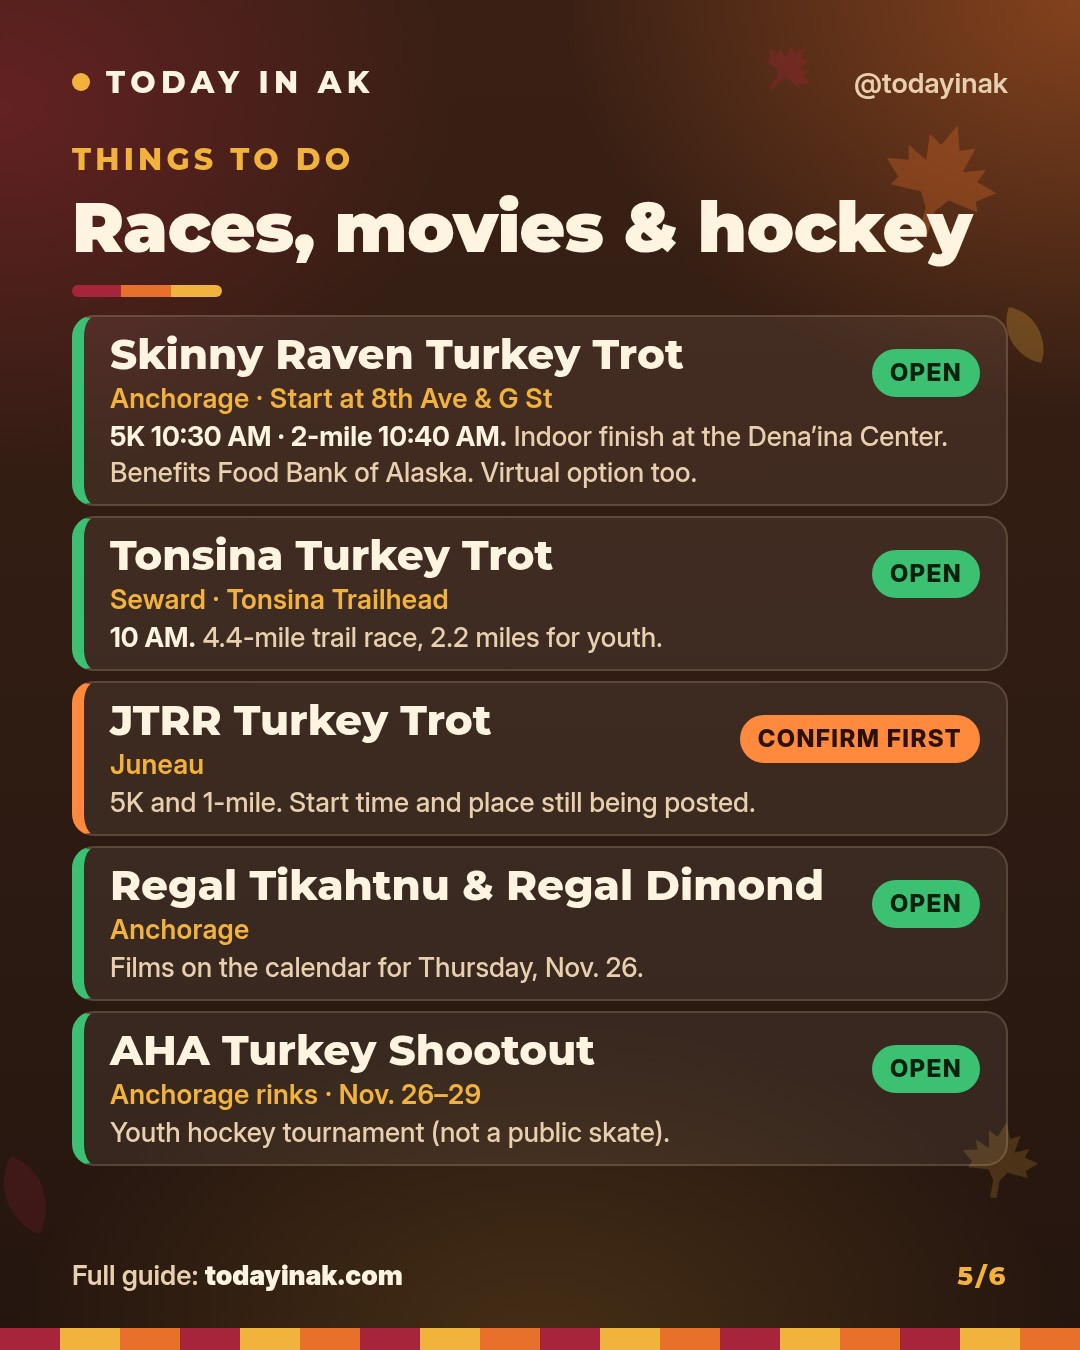 TODAY IN AK
@todayinak
THINGS TO DO
Races, movies & hockey
Skinny Raven Turkey Trot
OPEN
Anchorage · Start at 8th Ave & G St
5K 10:30 AM · 2-mile 10:40 AM. Indoor finish at the Dena’ina Center.
Benefits Food Bank of Alaska. Virtual option too.
Tonsina Turkey Trot
OPEN
Seward · Tonsina Trailhead
10 AM. 4.4-mile trail race, 2.2 miles for youth.
JTRR Turkey Trot
CONFIRM FIRST
Juneau
5K and 1-mile. Start time and place still being posted.
Regal Tikahtnu & Regal Dimond
OPEN
Anchorage
Films on the calendar for Thursday, Nov. 26.
AHA Turkey Shootout
OPEN
Anchorage rinks · Nov. 26–29
Youth hockey tournament (not a public skate).
Full guide: todayinak.com
5/6